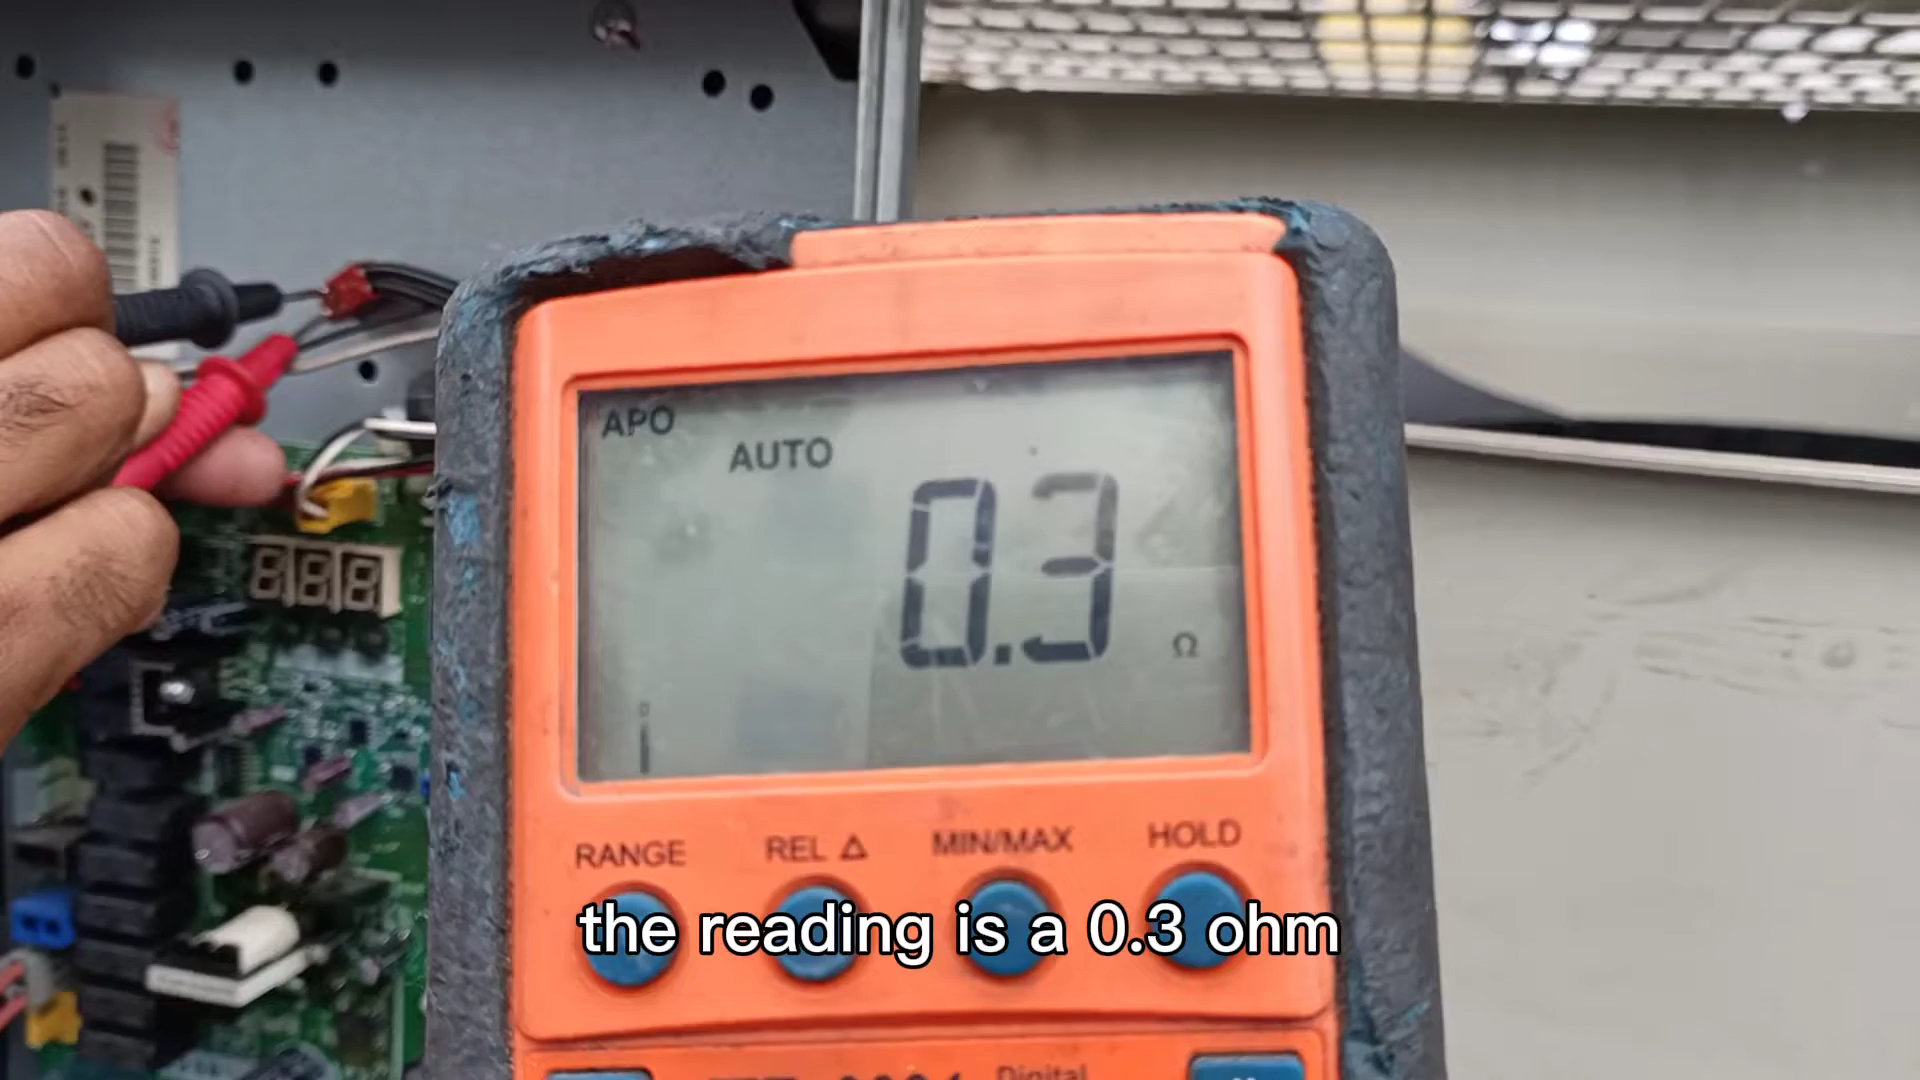 APO
AUTO
0.3
Ω
RANGE
REL Δ
MIN/MAX
HOLD
the reading is a 0.3 ohm
Digital